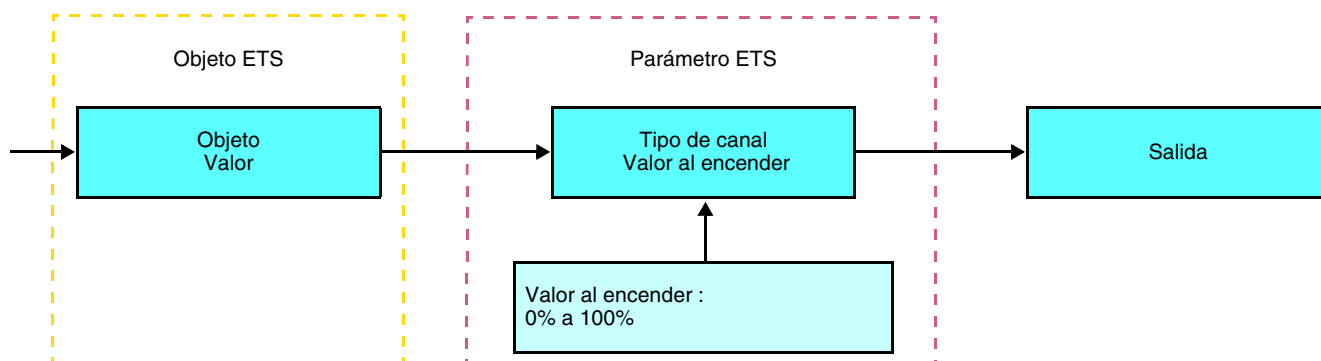 Objeto ETS
Parámetro ETS
Objeto
Valor
Tipo de canal
Valor al encender
Salida
Valor al encender :
0% a 100%